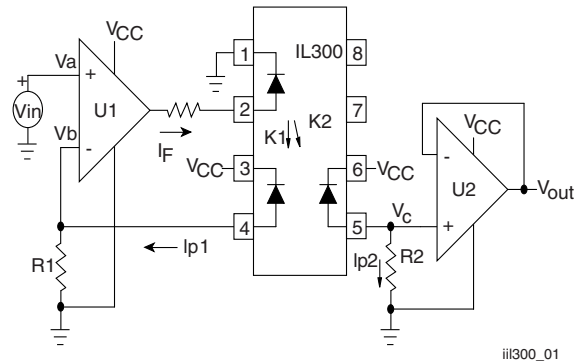 VCC
1
IL300
8
Va
+
+
Vin
U1
2
K1
K2
7
Vb
-
IF
VCC
3
VCC
6
VCC
-
U2
Vout
4
5
Vc
+
Ip1
R1
Ip2
R2
iil300_01